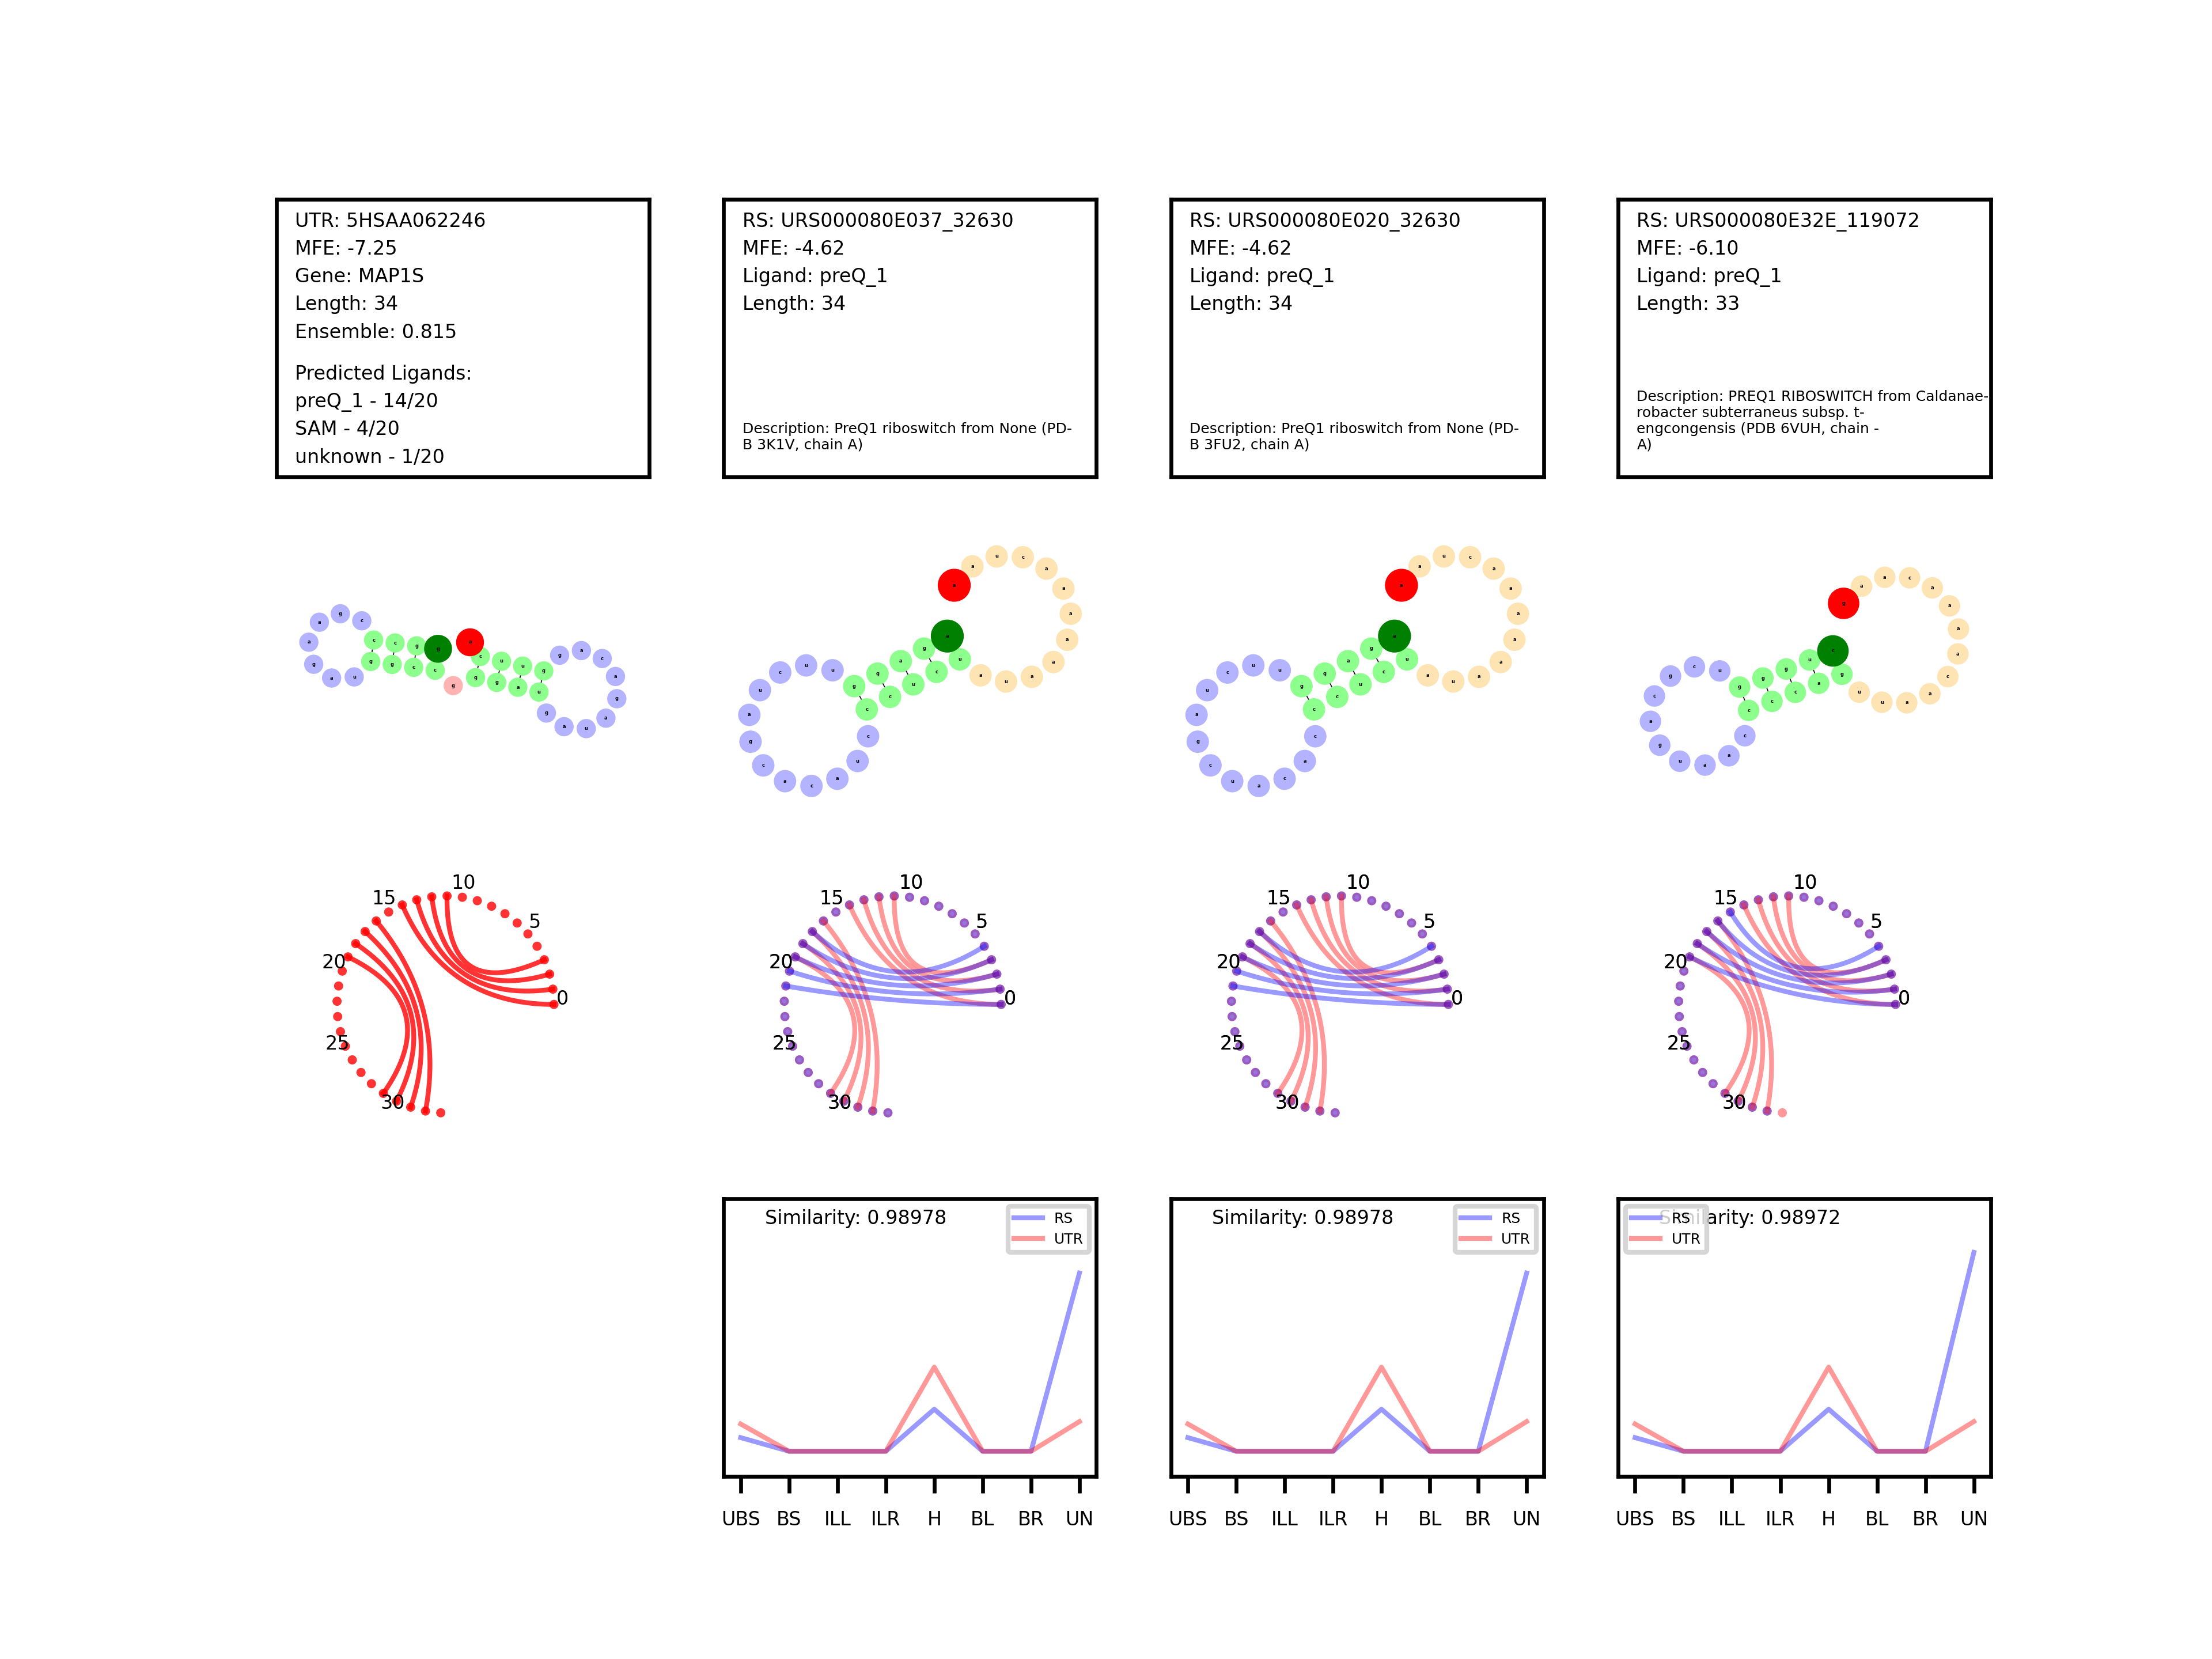 UTR: 5HSAA062246
MFE: -7.25
Gene: MAP1S
Length: 34
Ensemble: 0.815
Predicted Ligands:
preQ_1 - 14/20
SAM - 4/20
unknown - 1/20
RS: URS000080E037_32630
MFE: -4.62
Ligand: preQ_1
Length: 34
Description: PreQ1 riboswitch from None (PD-
B 3K1V, chain A)
RS: URS000080E020_32630
MFE: -4.62
Ligand: preQ_1
Length: 34
Description: PreQ1 riboswitch from None (PD-
B 3FU2, chain A)
RS: URS000080E32E_119072
MFE: -6.10
Ligand: preQ_1
Length: 33
Description: PREQ1 RIBOSWITCH from Caldanae-
robacter subterraneus subsp. t-
engcongensis (PDB 6VUH, chain -
A)
0
5
10
15
20
25
30
0
5
10
15
20
25
30
0
5
10
15
20
25
30
0
5
10
15
20
25
30
Similarity: 0.98978
RS
UTR
UBS BS ILL ILR H BL BR UN
Similarity: 0.98978
RS
UTR
UBS BS ILL ILR H BL BR UN
Similarity: 0.98972
RS
UTR
UBS BS ILL ILR H BL BR UN